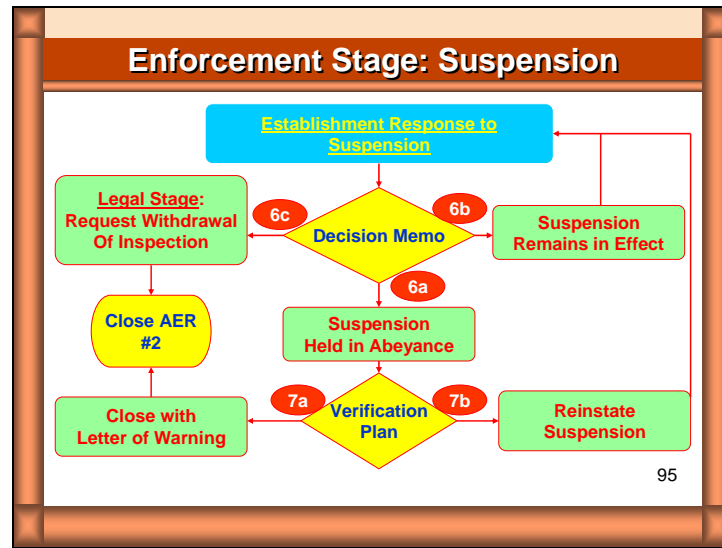 Enforcement Stage: Suspension
Establishment Response to
Suspension
Legal Stage:
Request Withdrawal
Of Inspection
6c
6b
Decision Memo
Suspension
Remains in Effect
6a
Close AER
#2
Suspension
Held in Abeyance
7a
7b
Close with
Letter of Warning
Verification
Plan
Reinstate
Suspension
95